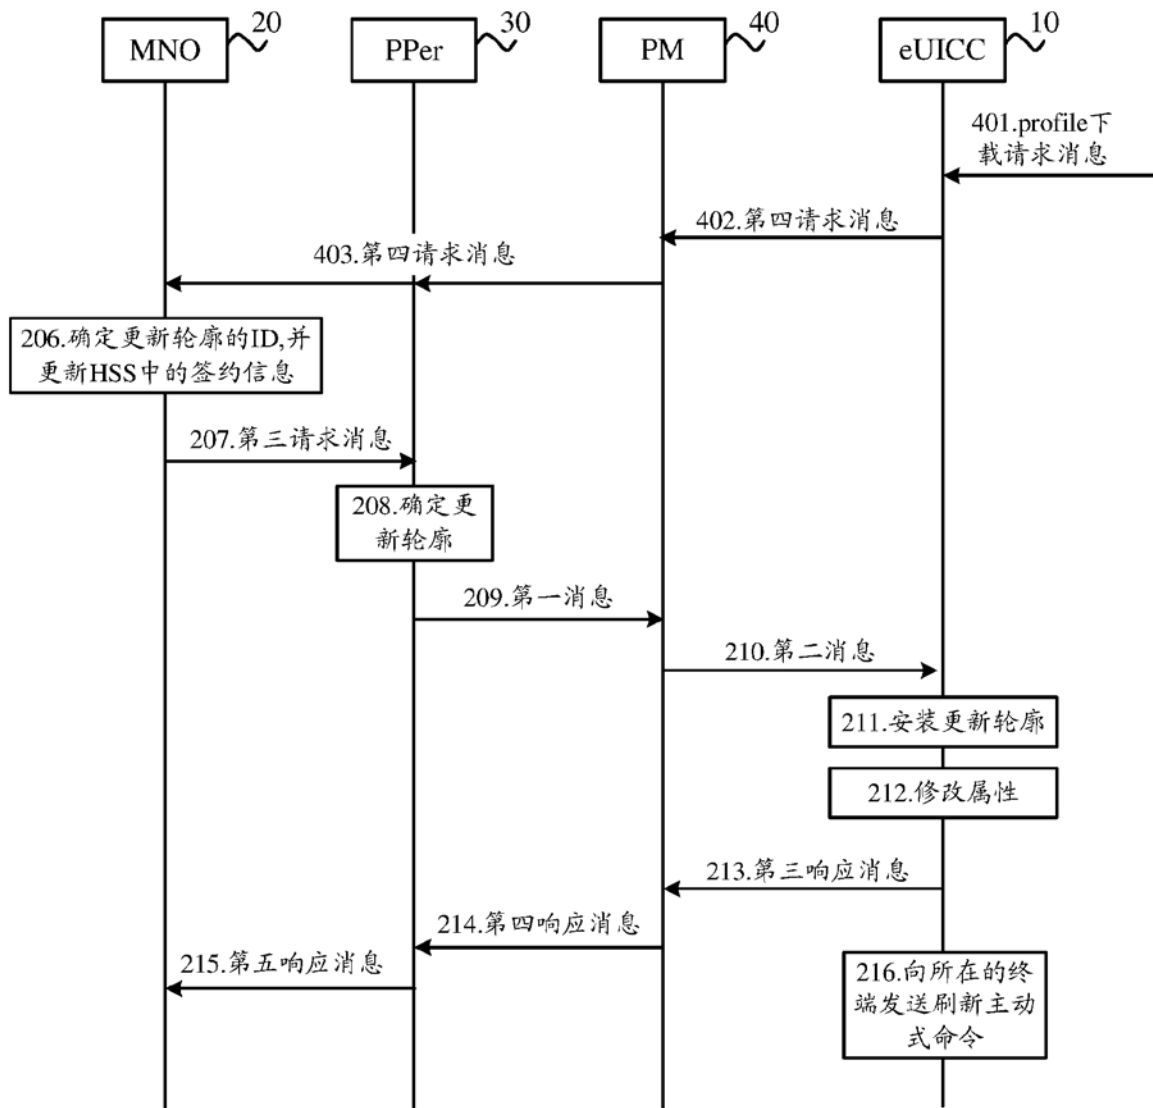 20
30
40
10
MNO
PPer
PM
eUICC
401.profile下
载请求消息
402.第四请求消息
403.第四请求消息
206.确定更新轮廓的ID,并
更新HSS中的签约信息
207.第三请求消息
208.确定更
新轮廓
209.第一消息
210.第二消息
211.安装更新轮廓
212.修改属性
213.第三响应消息
214.第四响应消息
215.第五响应消息
216.向所在的终
端发送刷新主动
式命令